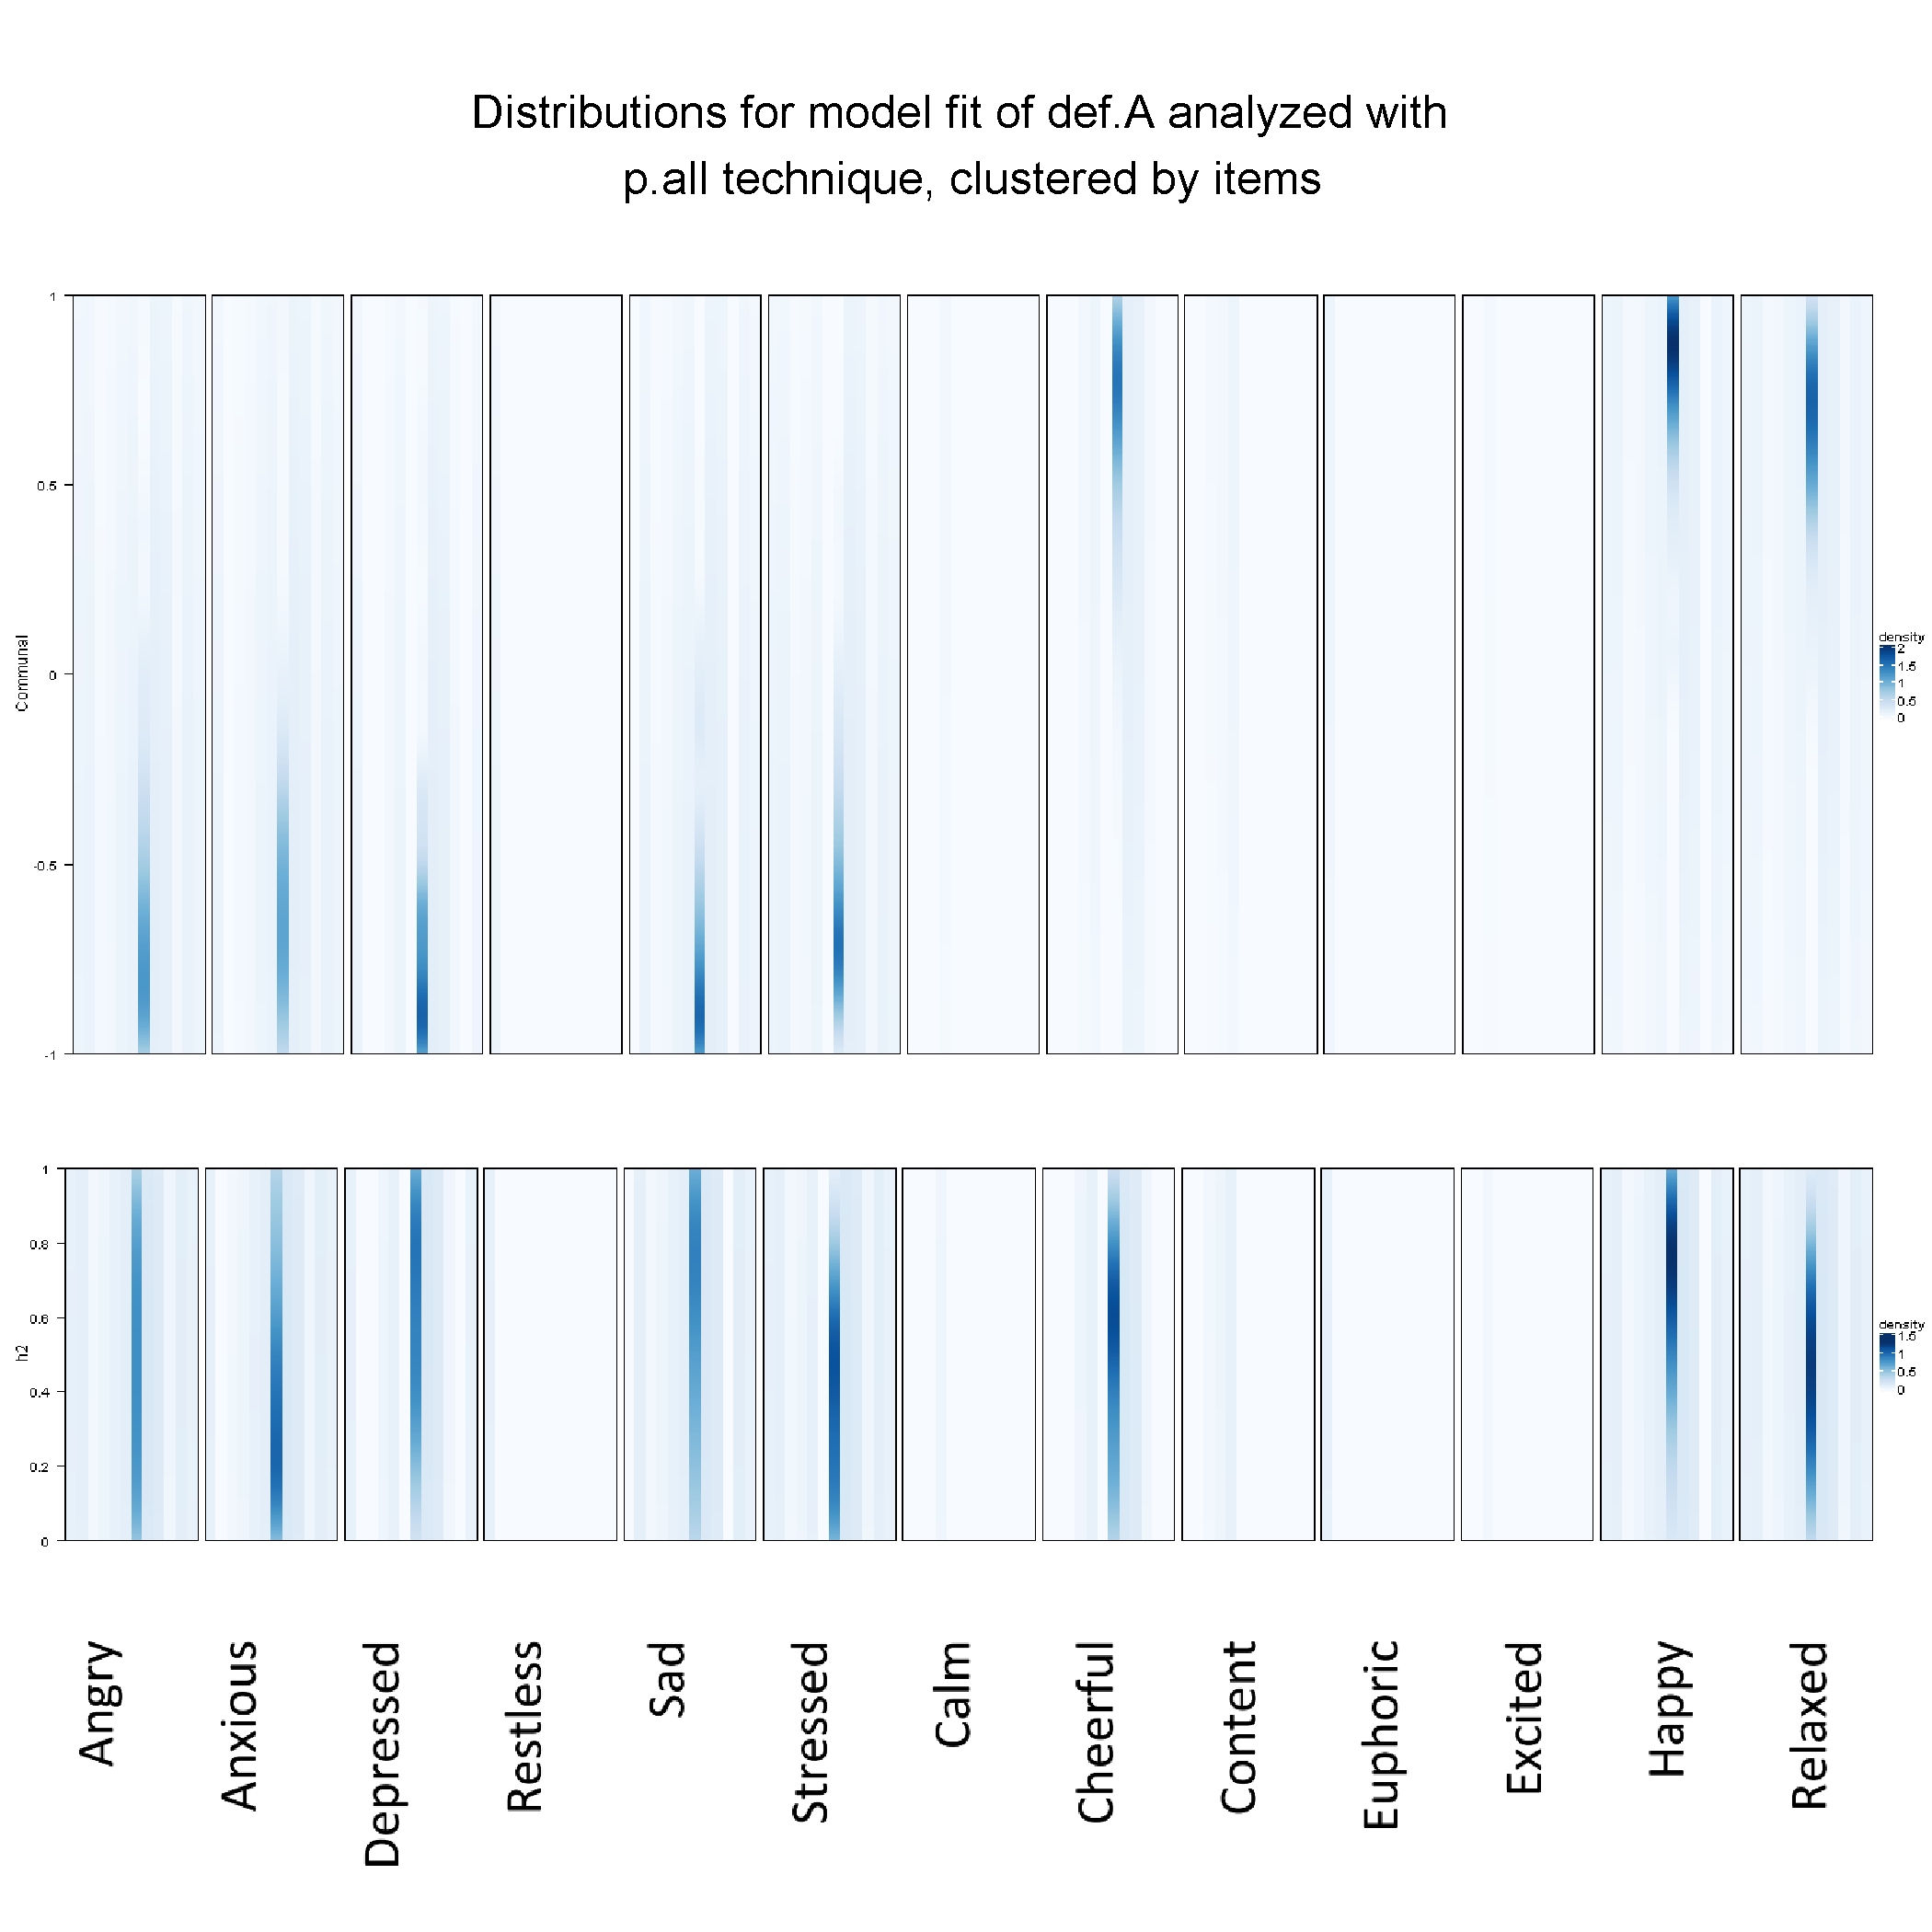 Distributions for model fit of def.A analyzed with
p.all technique, clustered by items
Communal
1
0.5
0
-0.5
-1
density
2
1.5
1
0.5
0
h2
1
0.8
0.6
0.4
0.2
0
density
1.5
1
0.5
0
Angry
Anxious
Depressed
Restless
Sad
Stressed
Calm
Cheerful
Content
Euphoric
Excited
Happy
Relaxed